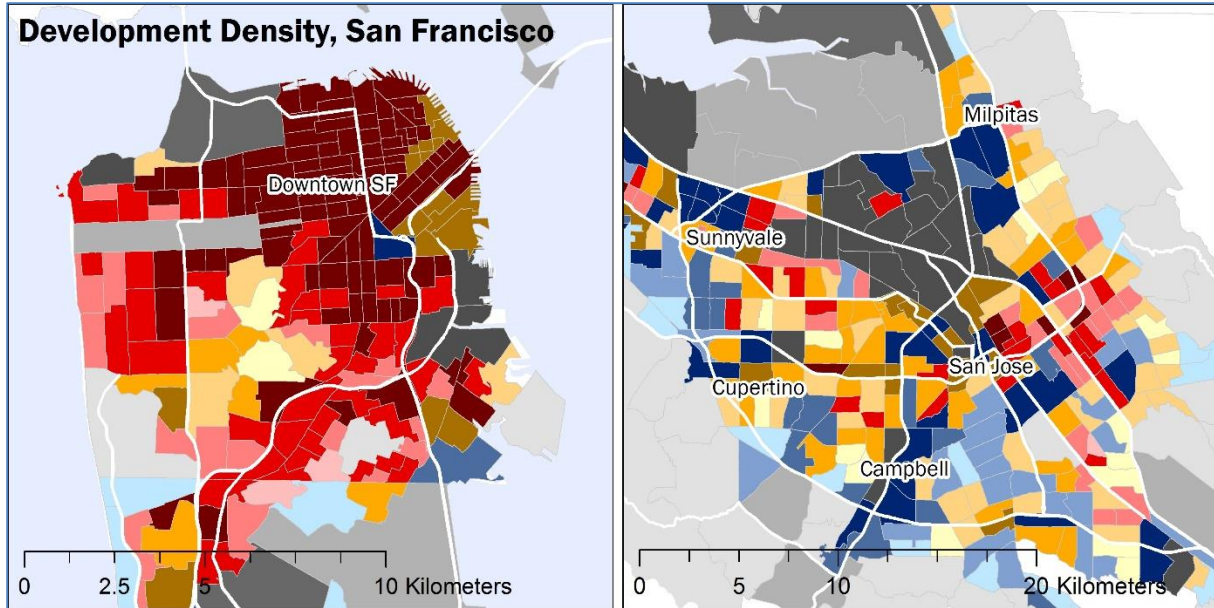 Development Density, San Francisco
Downtown SF
0 2.5 5 10 Kilometers
Milpitas
Sunnyvale
San Jose
Cupertino
Campbell
0 5 10 20 Kilometers